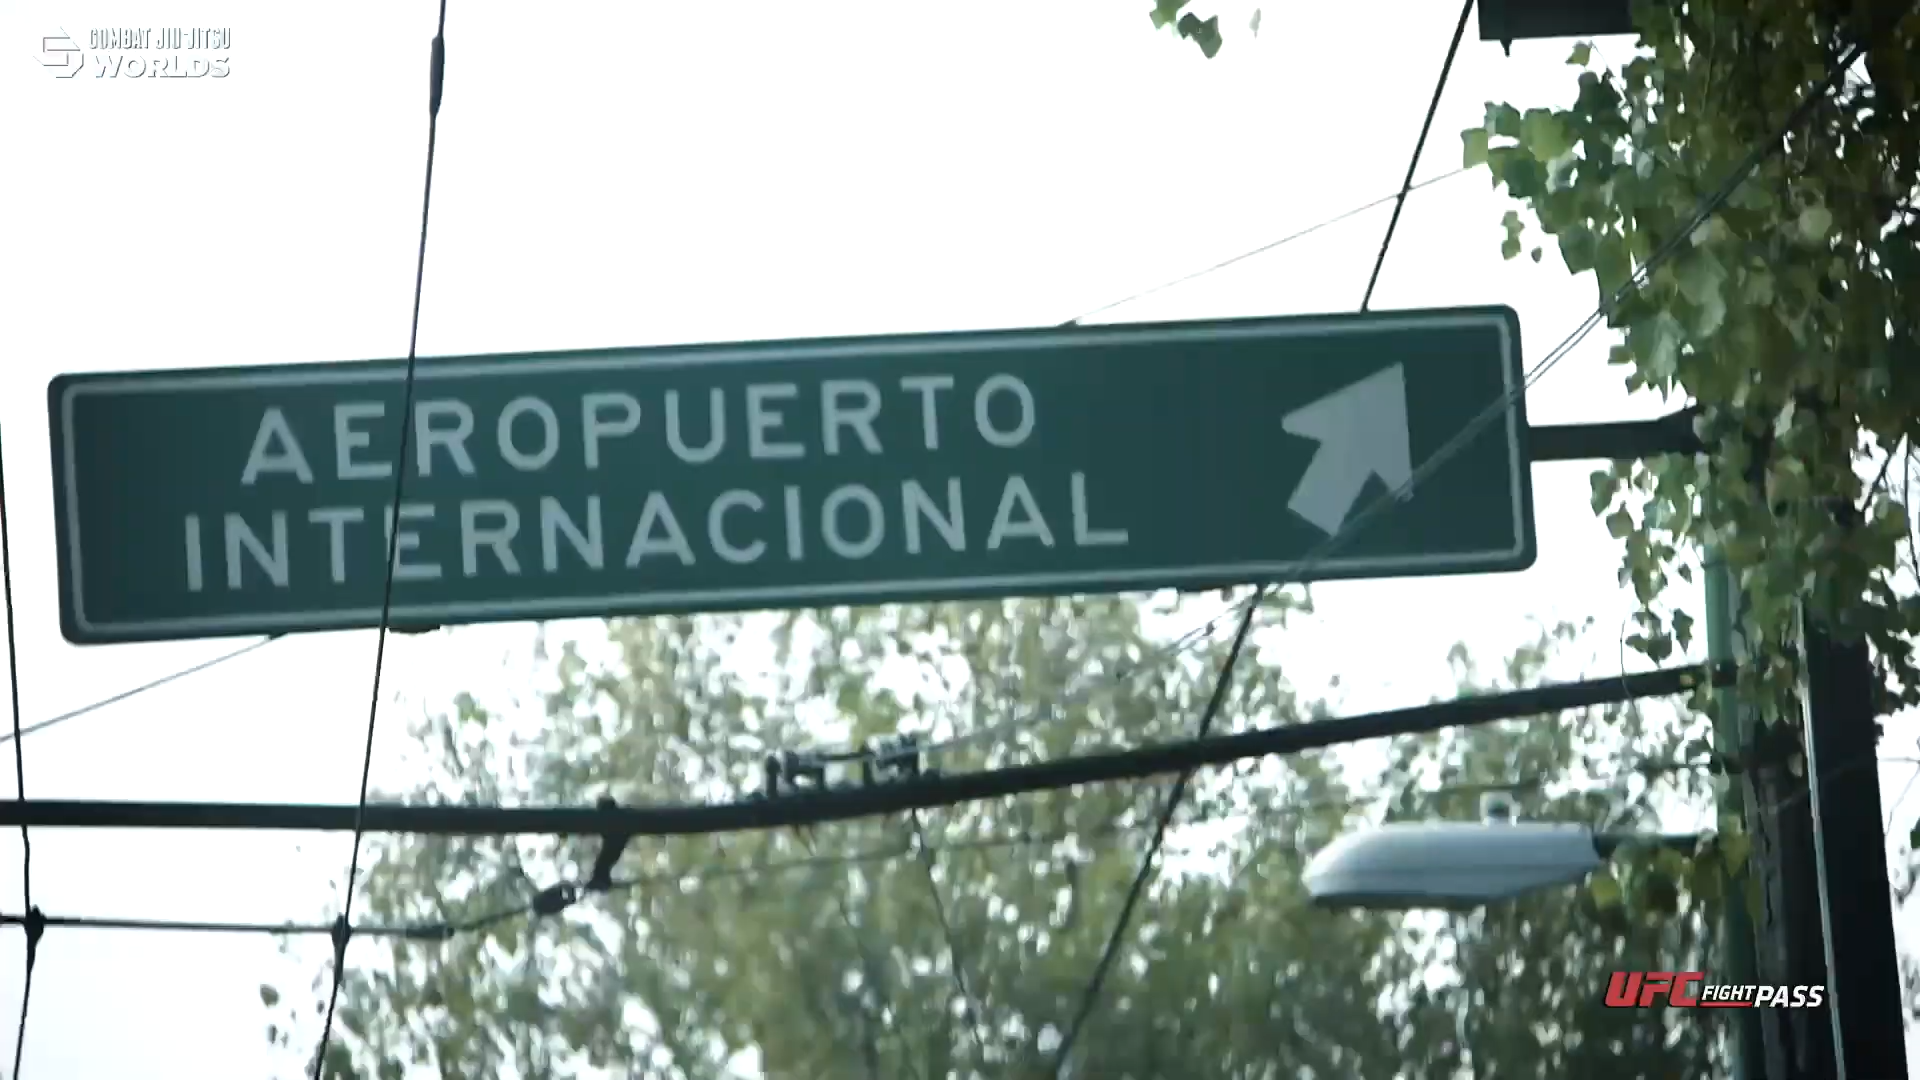 COMBAT JIU-JITSU
WORLDS
AEROPUERTO
INTERNACIONAL
UFC FIGHT PASS